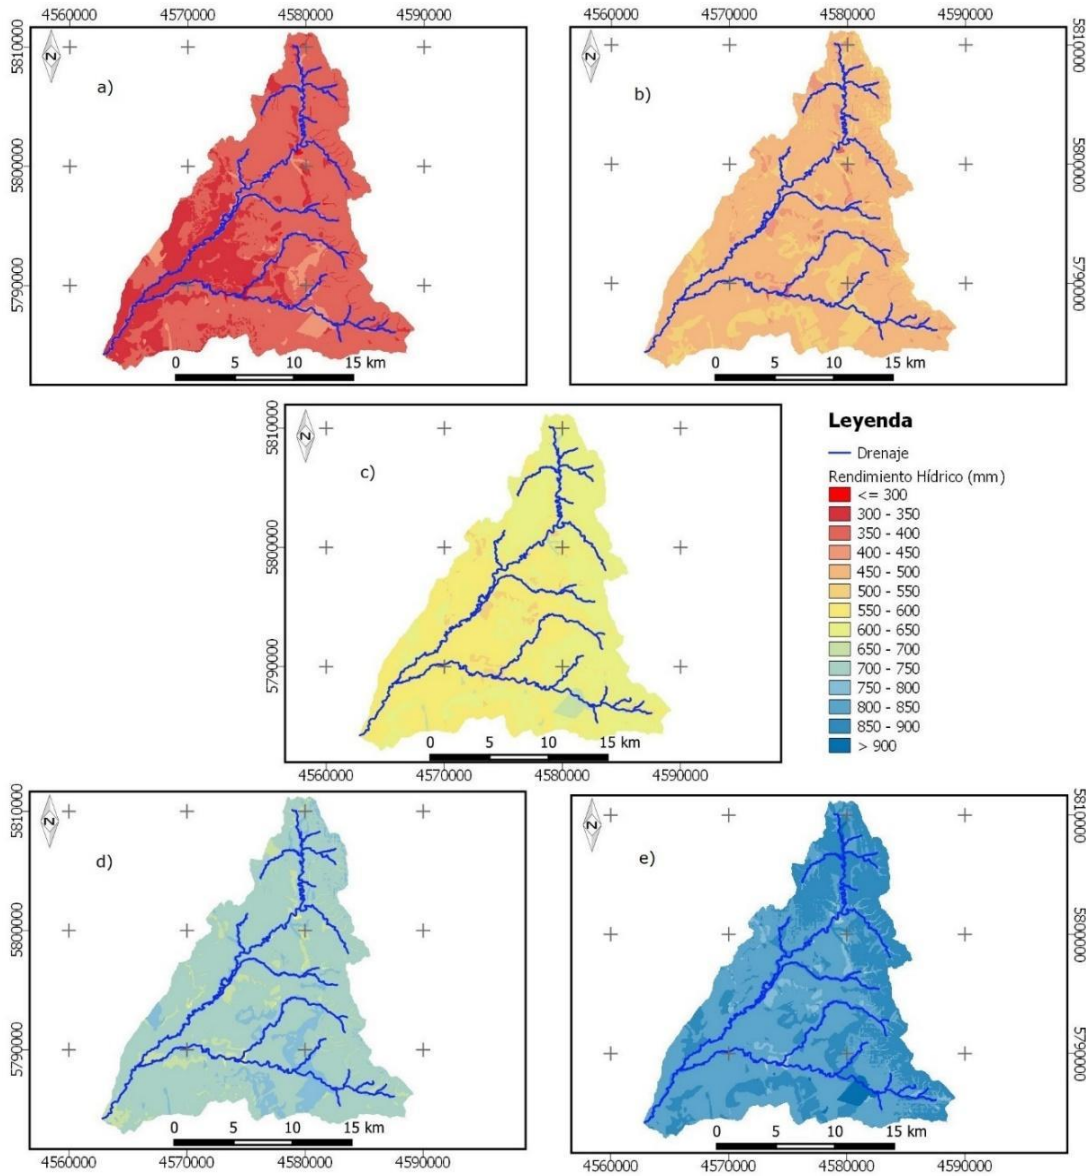 4560000 4570000 4580000 4590000
4560000 4570000 4580000 4590000
5810000
5800000
5790000
N
a)
0 5 10 15 km
N
b)
5810000
5800000
5790000
0 5 10 15 km
5810000
5800000
5790000
N
c)
0 5 10 15 km
4560000 4570000 4580000 4590000
Leyenda
Drenaje
Rendimiento Hídrico (mm)
<= 300
300 - 350
350 - 400
400 - 450
450 - 500
500 - 550
550 - 600
600 - 650
650 - 700
700 - 750
750 - 800
800 - 850
850 - 900
> 900
5810000
5800000
5790000
N
d)
0 5 10 15 km
4560000 4570000 4580000 4590000
N
e)
5810000
5800000
5790000
0 5 10 15 km
4560000 4570000 4580000 4590000